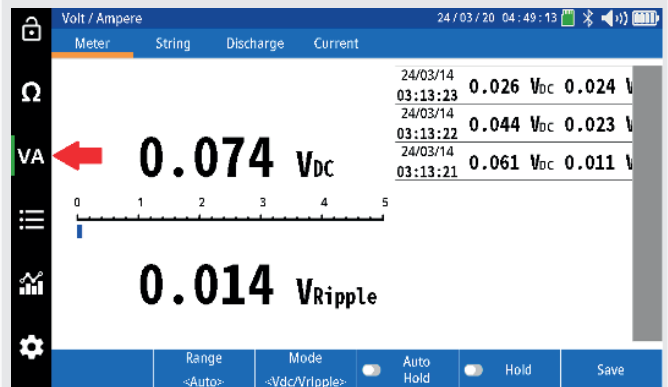 Volt / Ampere
24/03/20 04:49:13
Meter String Discharge Current
Ω
VA
0.074 VDC
0 1 2 3 4 5
0.014 VRipple
24/03/14
03:13:23 0.026 VDC 0.024 V
24/03/14
03:13:22 0.044 VDC 0.023 V
24/03/14
03:13:21 0.061 VDC 0.011 V
Range
<Auto>
Mode
<Vdc/Vripple>
Auto
Hold
Hold
Save